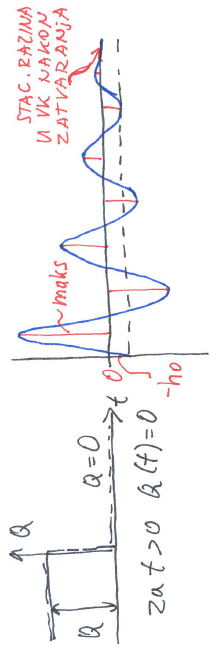 Q
Q
Q=0
t
za t>0 Q(t)=0
~maks
0
-ho
STAC. RAZINA
U VK NAKON
ZATVARANJA